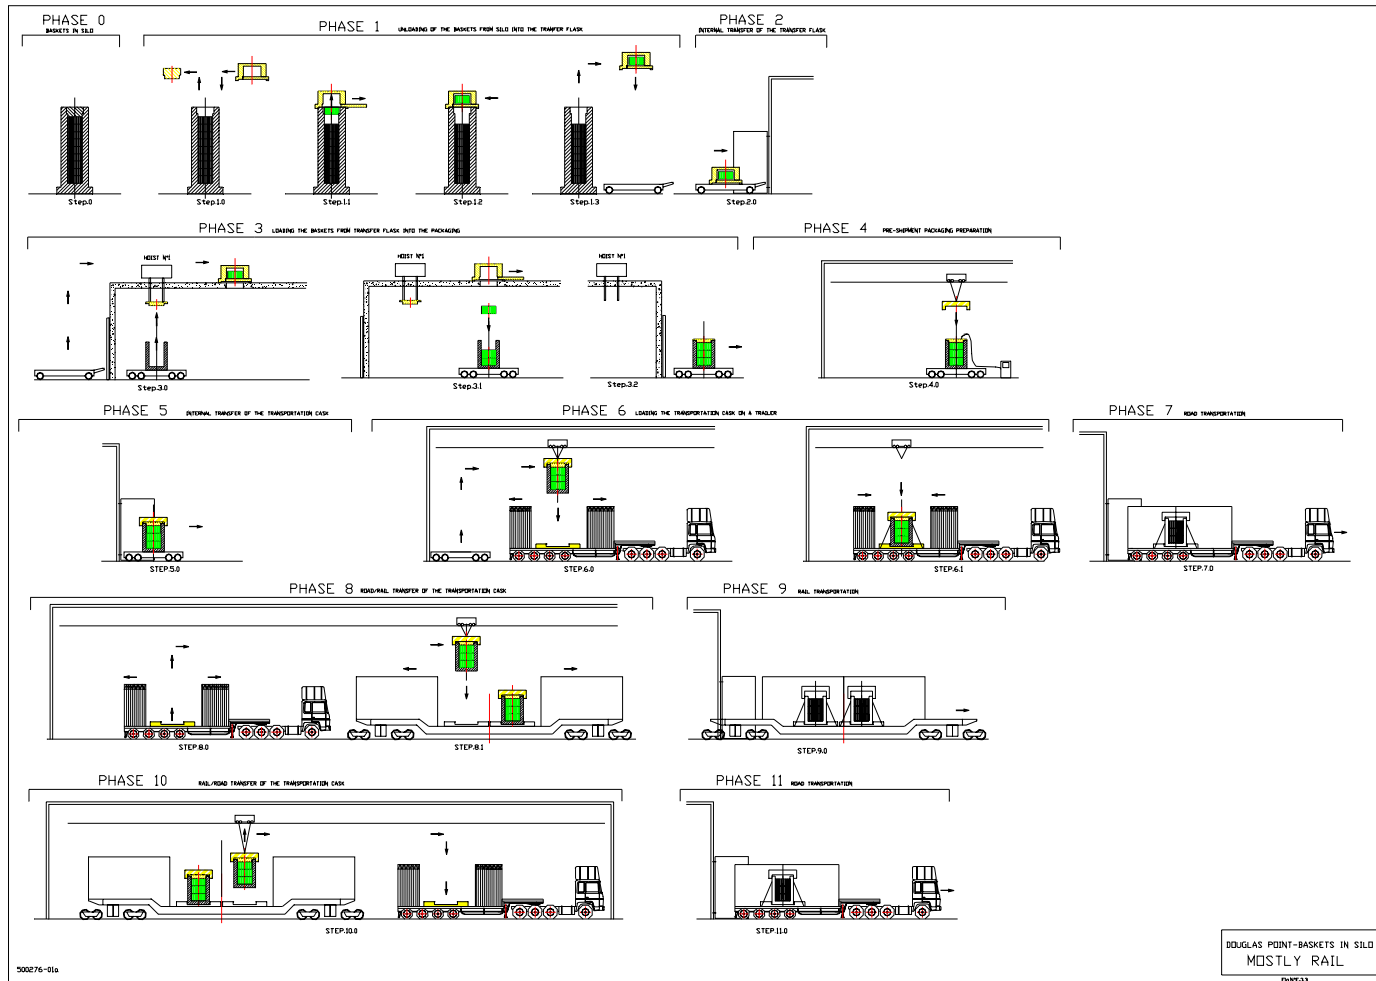 PHASE 0
BASKETS IN SILO
PHASE 1 UNLOADING OF THE BASKETS FROM SILO INTO THE TRANFER FLASK
PHASE 2
INTERNAL TRANSFER OF THE TRANSFER FLASK
Step.0
Step.1.0
Step.1.1
Step.1.2
Step.1.3
Step.2.0
PHASE 3 LOADING THE BASKETS FROM TRANSFER FLASK INTO THE PACKAGING
PHASE 4 PRE-SHIPMENT PACKAGING PREPARATION
HOIST N°1
HOIST N°1
HOIST N°1
Step.3.0
Step.3.1
Step.3.2
Step.4.0
PHASE 5 INTERNAL TRANSFER OF THE TRANSPORTATION CASK
PHASE 6 LOADING THE TRANSPORTATION CASK ON A TRAILER
PHASE 7 ROAD TRANSPORTATION
STEP.5.0
STEP.6.0
STEP.6.1
STEP.7.0
PHASE 8 ROAD/RAIL TRANSFER OF THE TRANSPORTATION CASK
PHASE 9 RAIL TRANSPORTATION
STEP.8.0
STEP.8.1
STEP.9.0
PHASE 10 RAIL/ROAD TRANSFER OF THE TRANSPORTATION CASK
PHASE 11 ROAD TRANSPORTATION
STEP.10.0
STEP.11.0
DOUGLAS POINT-BASKETS IN SILO
MOSTLY RAIL
500276-01a